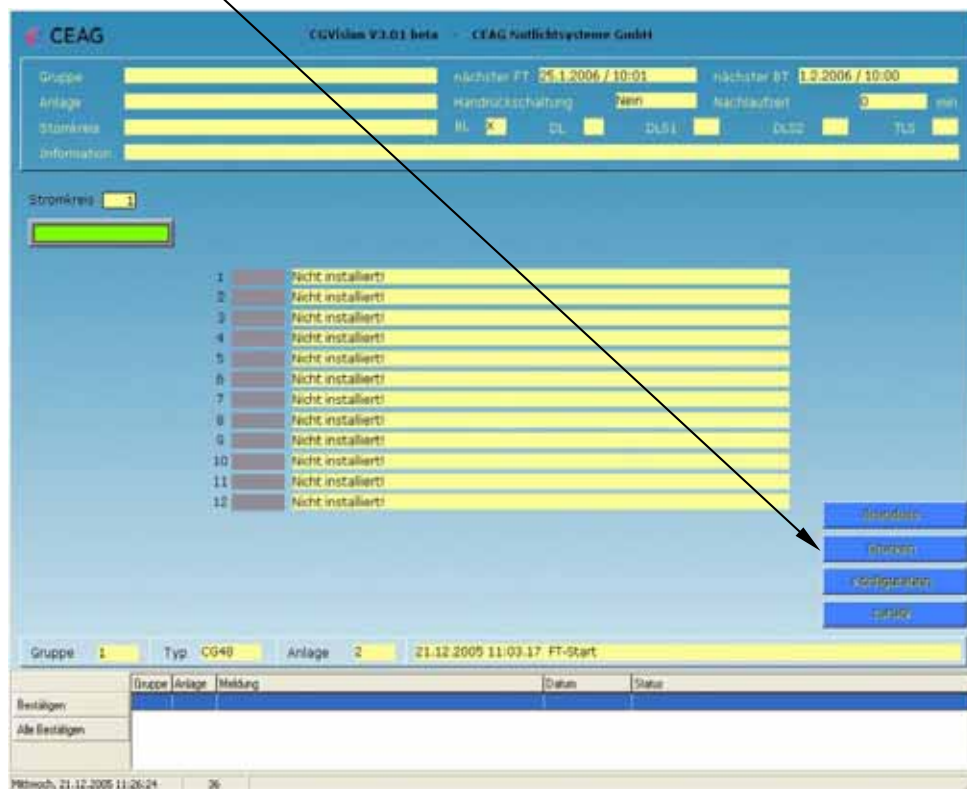 CEAG CGVision V3.01 beta - CEAG Notlichtsysteme GmbH
Gruppe nächster FT 25.1.2006 / 10:01 nächster BT 1.2.2006 / 10:00
Anlage Handrückschaltung Nein Nachlaufzeit 0 min
Stromkreis BL X DL DLS1 DLS2 TLS
Information
Stromkreis 1
1 Nicht installiert!
2 Nicht installiert!
3 Nicht installiert!
4 Nicht installiert!
5 Nicht installiert!
6 Nicht installiert!
7 Nicht installiert!
8 Nicht installiert!
9 Nicht installiert!
10 Nicht installiert!
11 Nicht installiert!
12 Nicht installiert!
Drucken
Konfiguration
zurück
Gruppe 1 Typ CG48 Anlage 2 21.12.2005 11:03.17 FT-Start
Gruppe Anlage Meldung Datum Status
Bestätigen
Alle Bestätigen
Mittwoch, 21.12.2005 11:26:24 36